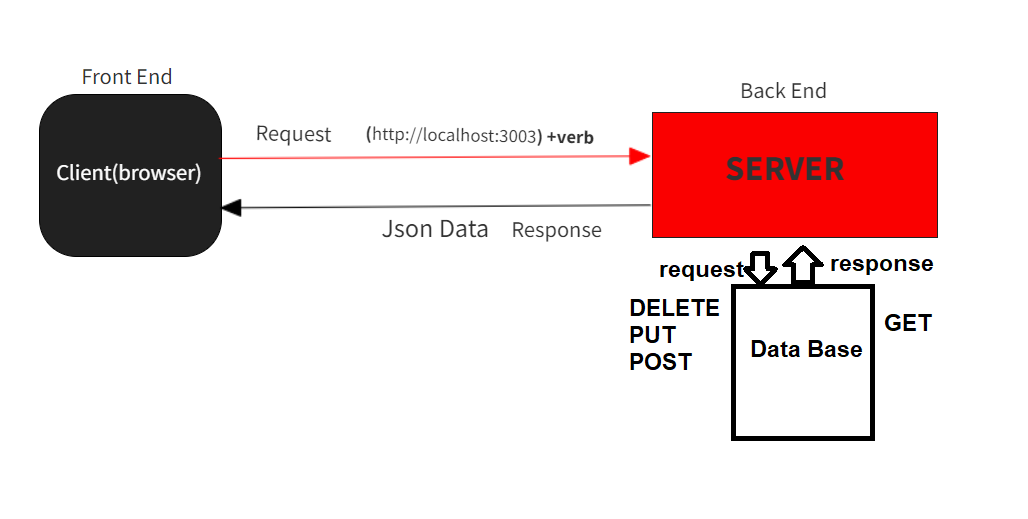 Front End
Back End
Client(browser)
Request (http://localhost:3003) +verb
SERVER
Json Data Response
request
response
DELETE
PUT
POST
GET
Data Base